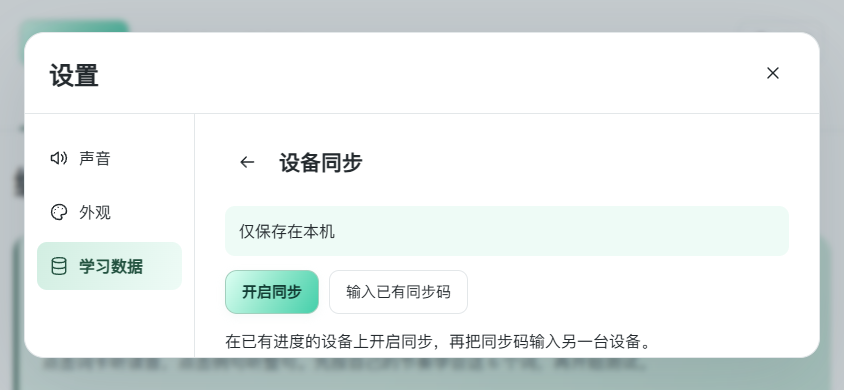 设置
声音
外观
学习数据
设备同步
仅保存在本机
开启同步
输入已有同步码
在已有进度的设备上开启同步，再把同步码输入另一台设备。